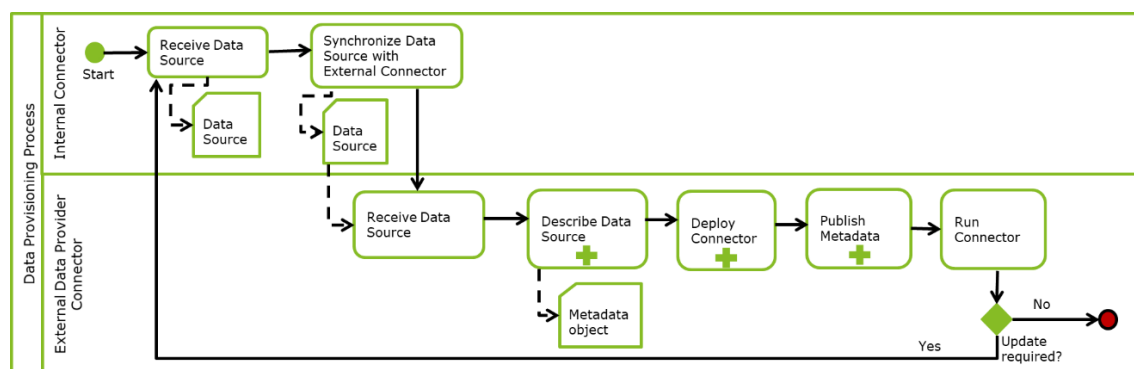 Data Provisioning Process
Internal Connector
Start
Receive Data
Source
Synchronize Data
Source with
External Connector
Data
Source
Data
Source
External Data Provider
Connector
Receive Data
Source
Describe Data
Source
Deploy
Connector
Publish
Metadata
Run
Connector
Metadata
object
No
Yes
Update
required?